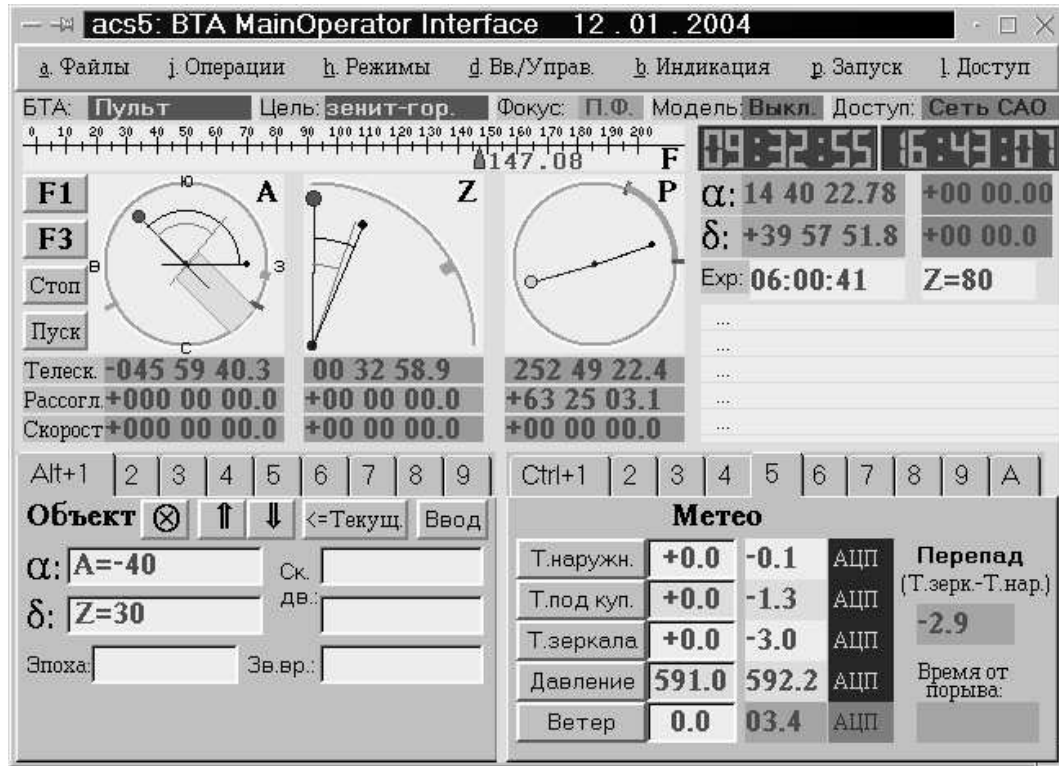 acs5: BTA MainOperator Interface 12 . 01 . 2004
a. Файлы j. Операции h. Режимы d. Вв./Управ. b. Индикация p. Запуск l. Доступ
БТА: Пульт Цель: зенит-гор. Фокус: П.Ф. Модель: Выкл. Доступ: Сеть САО
0 10 20 30 40 50 60 70 80 90 100 110 120 130 140 150 160 170 180 190 200
147.08 F
09:32:55 16:43:07
F1 Ю A Z P
α: 14 40 22.78 +00 00.00
F3
δ: +39 57 51.8 +00 00.0
В З
Стоп
Exp: 06:00:41 Z=80
Пуск
С
...
...
...
...
...
Телеск. -045 59 40.3 00 32 58.9 252 49 22.4
Рассогл. +000 00 00.0 +00 00 00.0 +63 25 03.1
Скорост +000 00 00.0 +00 00 00.0 +00 00 00.0
Alt+1 2 3 4 5 6 7 8 9
Объект ⊗ ⇑ ⇓ <=Текущ. Ввод
α: A=-40 Ск.
дв.:
δ: Z=30
Эпоха: Зв.вр.:
Ctrl+1 2 3 4 5 6 7 8 9 A
Метео
Т.наружн. +0.0 -0.1 АЦП
Т.под куп. +0.0 -1.3 АЦП
Т.зеркала +0.0 -3.0 АЦП
Давление 591.0 592.2 АЦП
Ветер 0.0 03.4 АЦП
Перепад
(Т.зерк.-Т.нар.)
-2.9
Время от
порыва: